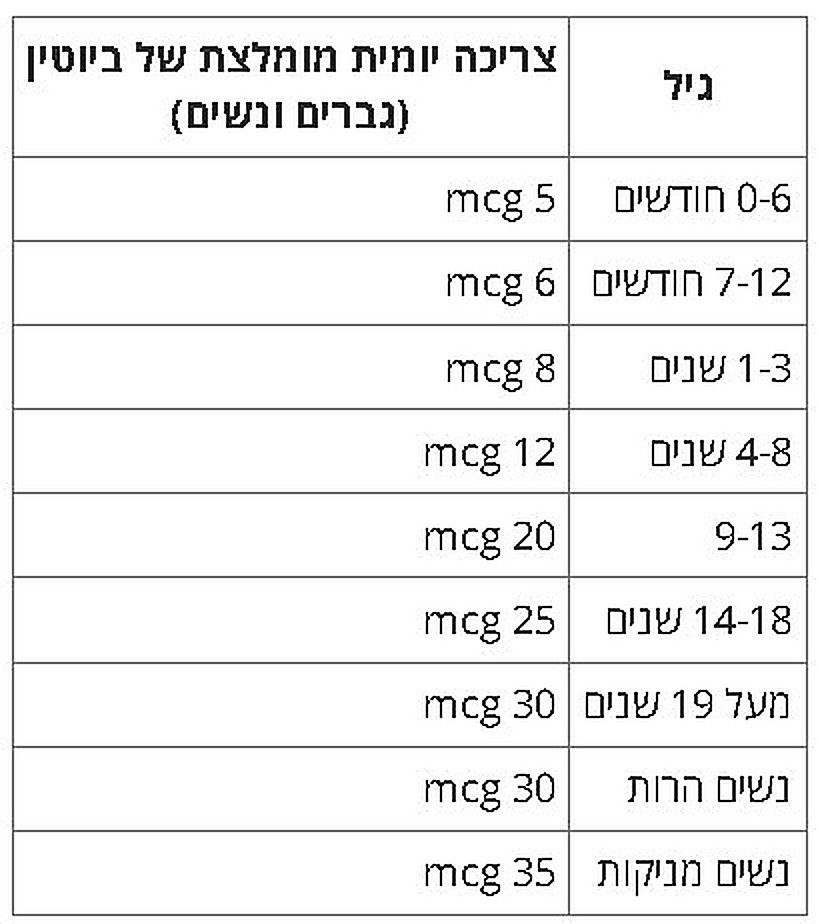 גיל
צריכה יומית מומלצת של ביוטין
(גברים ונשים)
0-6 חודשים
5 mcg
7-12 חודשים
6 mcg
1-3 שנים
8 mcg
4-8 שנים
12 mcg
9-13
20 mcg
14-18 שנים
25 mcg
מעל 19 שנים
30 mcg
נשים הרות
30 mcg
נשים מניקות
35 mcg